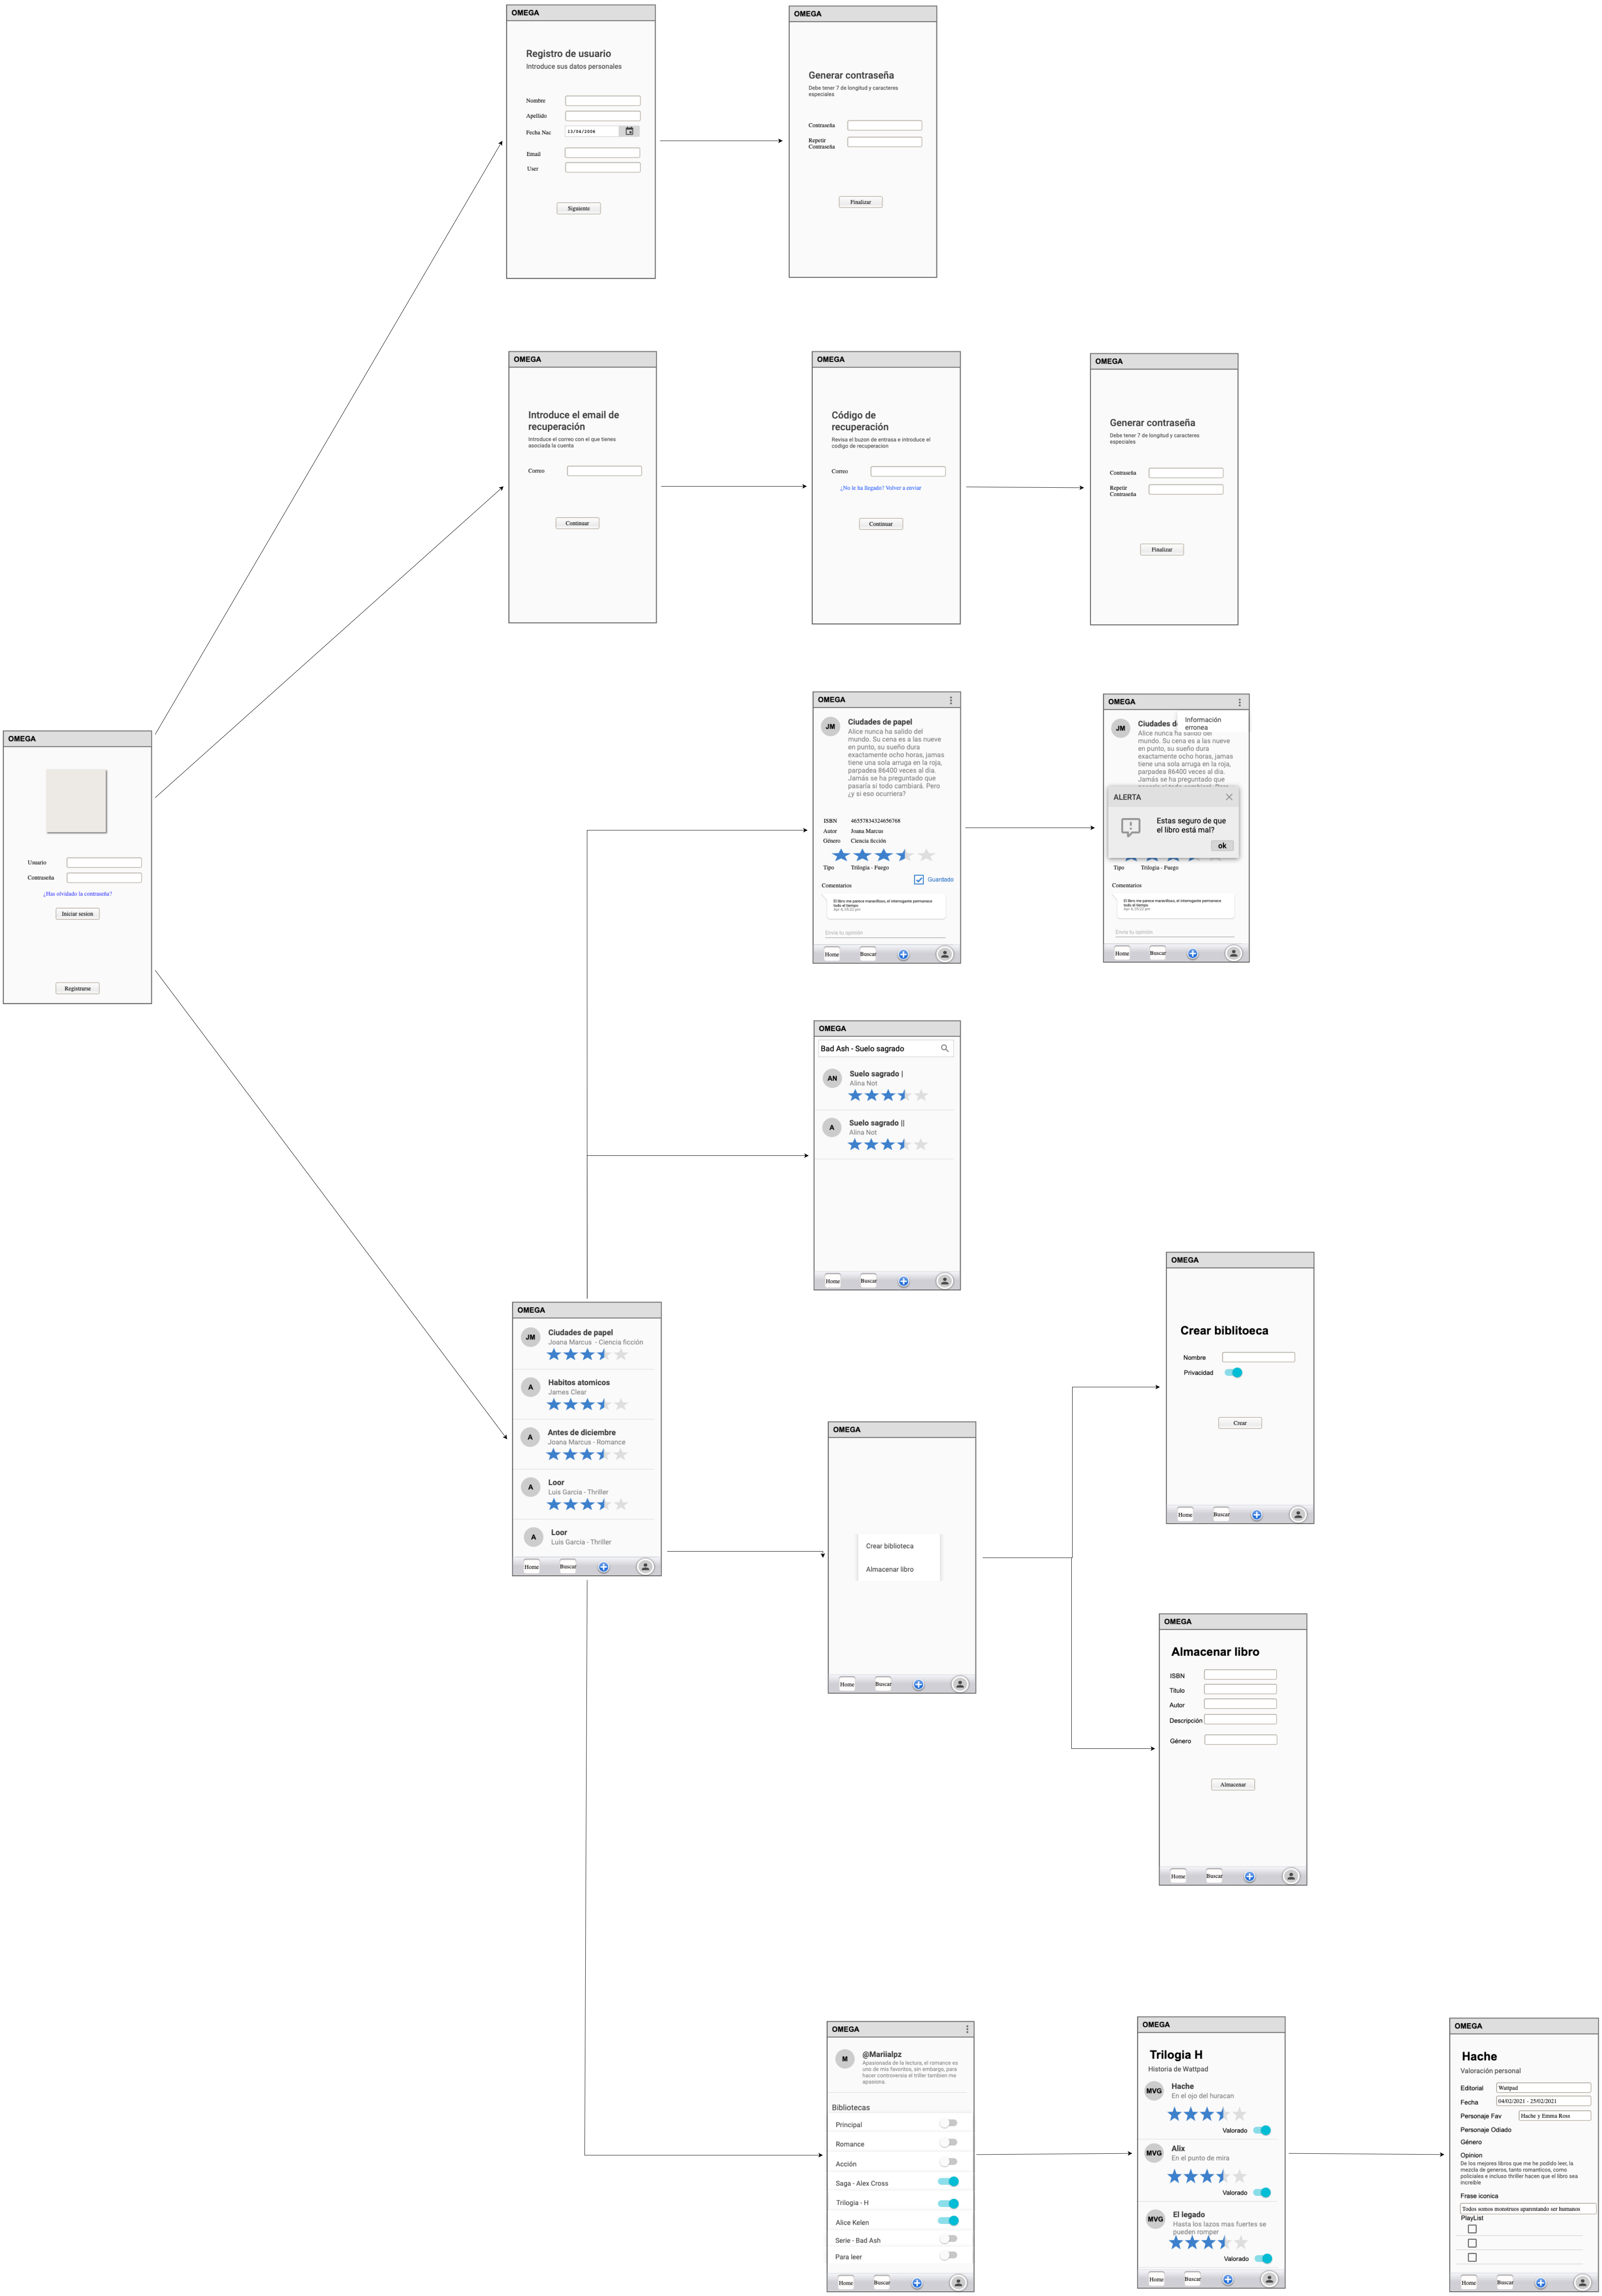 OMEGA
Registro de usuario
Introduce sus datos personales
Nombre
Apellido
Fecha Nac 13/04/2006
Email
User
Siguiente
OMEGA
Generar contraseña
Debe tener 7 de longitud y caracteres
especiales
Contraseña
Repetir
Contraseña
Finalizar
OMEGA
Introduce el email de
recuperación
Introduce el correo con el que tienes
asociada la cuenta
Correo
Continuar
OMEGA
Código de
recuperación
Revisa el buzon de entrasa e introduce el
codigo de recuperacion
Correo
¿No le ha llegado? Volver a enviar
Continuar
OMEGA
Generar contraseña
Debe tener 7 de longitud y caracteres
especiales
Contraseña
Repetir
Contraseña
Finalizar
OMEGA
Usuario
Contraseña
¿Has olvidado la contraseña?
Iniciar sesion
Registrarse
OMEGA
JM
Ciudades de papel
Alice nunca ha salido del
mundo. Su cena es a las nueve
en punto, su sueño dura
exactamente ocho horas, jamas
tiene una sola arruga en la roja,
parpadea 86400 veces al dia.
Jamás se ha preguntado que
pasaría si todo cambiará. Pero
¿y si eso ocurriera?
ISBN 46557834324656768
Autor Joana Marcus
Género Ciencia ficción
Tipo Trilogia - Fuego
Guardado
Comentarios
El libro me parece maravilloso, el interrogante permanece
todo el tiempo
Envia tu opinión
Home Buscar
OMEGA
Información
erronea
JM
Ciudades d
Alice nunca ha salido del
mundo. Su cena es a las nueve
en punto, su sueño dura
exactamente ocho horas, jamas
tiene una sola arruga en la roja,
parpadea 86400 veces al dia.
Jamás se ha preguntado que
ALERTA
Estas seguro de que
el libro está mal?
ok
Tipo Trilogia - Fuego
Comentarios
El libro me parece maravilloso, el interrogante permanece
todo el tiempo
Envia tu opinión
Home Buscar
OMEGA
Bad Ash - Suelo sagrado
AN
Suelo sagrado |
Alina Not
A
Suelo sagrado ||
Alina Not
Home Buscar
OMEGA
JM
Ciudades de papel
Joana Marcus - Ciencia ficción
A
Habitos atomicos
James Clear
A
Antes de diciembre
Joana Marcus - Romance
A
Loor
Luis Garcia - Thriller
A
Loor
Luis Garcia - Thriller
Home Buscar
OMEGA
Crear biblioteca
Almacenar libro
Home Buscar
OMEGA
Crear biblitoeca
Nombre
Privacidad
Crear
Home Buscar
OMEGA
Almacenar libro
ISBN
Titulo
Autor
Descripción
Género
Almacenar
Home Buscar
OMEGA
M
@Mariialpz
Apasionada de la lectura, el romance es
uno de mis favoritos, sin embargo, para
hacer controversia el triller tambien me
apasiona.
Bibliotecas
Principal
Romance
Acción
Saga - Alex Cross
Trilogia - H
Alice Kelen
Serie - Bad Ash
Para leer
Home Buscar
OMEGA
Trilogia H
Historia de Wattpad
MVG
Hache
En el ojo del huracan
Valorado
MVG
Alix
En el punto de mira
Valorado
MVG
El legado
Hasta los lazos mas fuertes se
pueden romper
Valorado
Home Buscar
OMEGA
Hache
Valoración personal
Editorial Wattpad
Fecha 04/02/2021 - 25/02/2021
Personaje Fav Hache y Emma Ross
Personaje Odiado
Género
Opinion
De los mejores libros que me he podido leer, la
mezcla de generos, tanto romanticos, como
policiales e incluso thriller hacen que el libro sea
increible
Frase iconica
Todos somos monstruos aparentando ser humanos
PlayList
Home Buscar